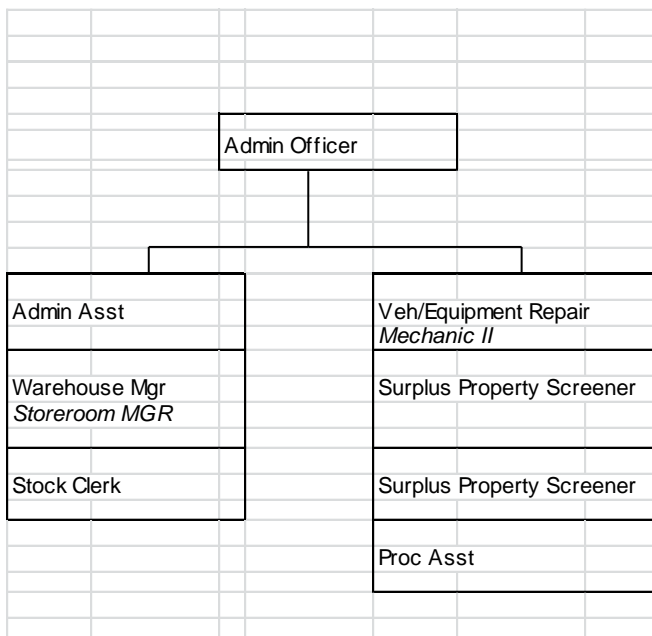 Admin Officer
Admin Asst
Warehouse Mgr
Storeroom MGR
Stock Clerk
Veh/Equipment Repair
Mechanic II
Surplus Property Screener
Surplus Property Screener
Proc Asst